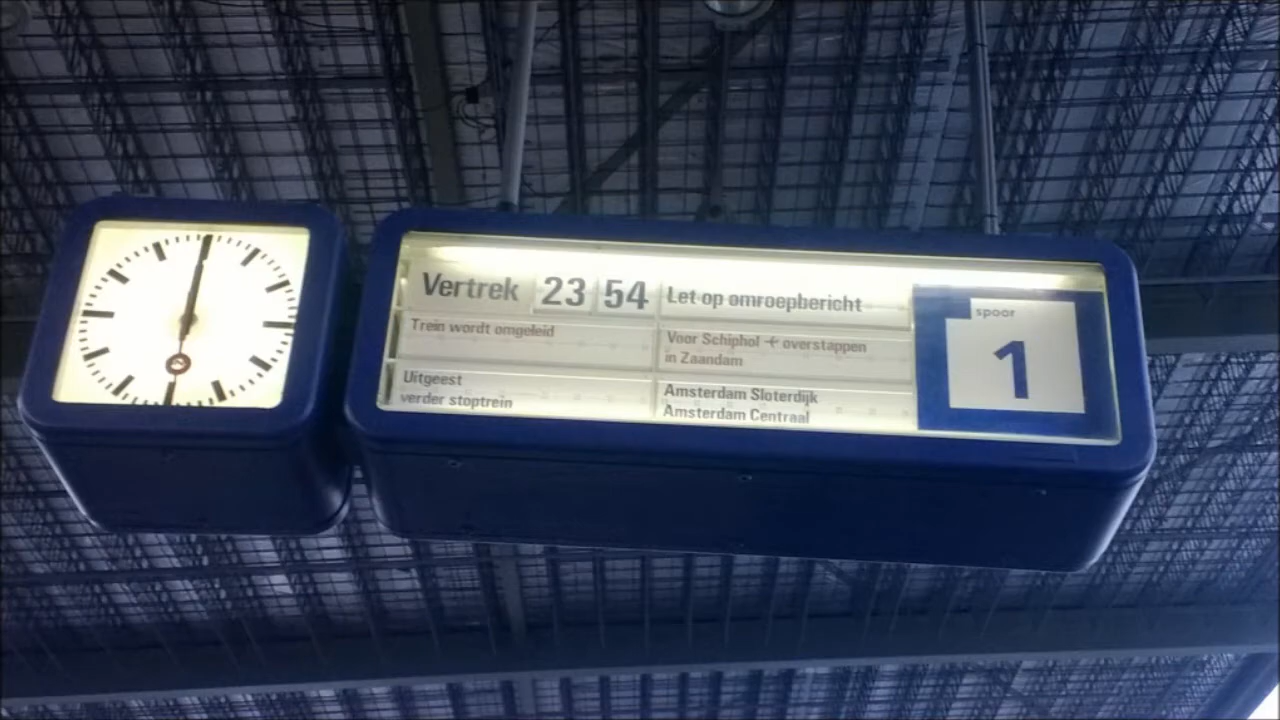 Vertrek 23 54 Let op omroepbericht
Trein wordt omgeleid
Voor Schiphol overstappen
in Zaandam
Uitgeest
verder stoptrein
Amsterdam Sloterdijk
Amsterdam Centraal
spoor
1